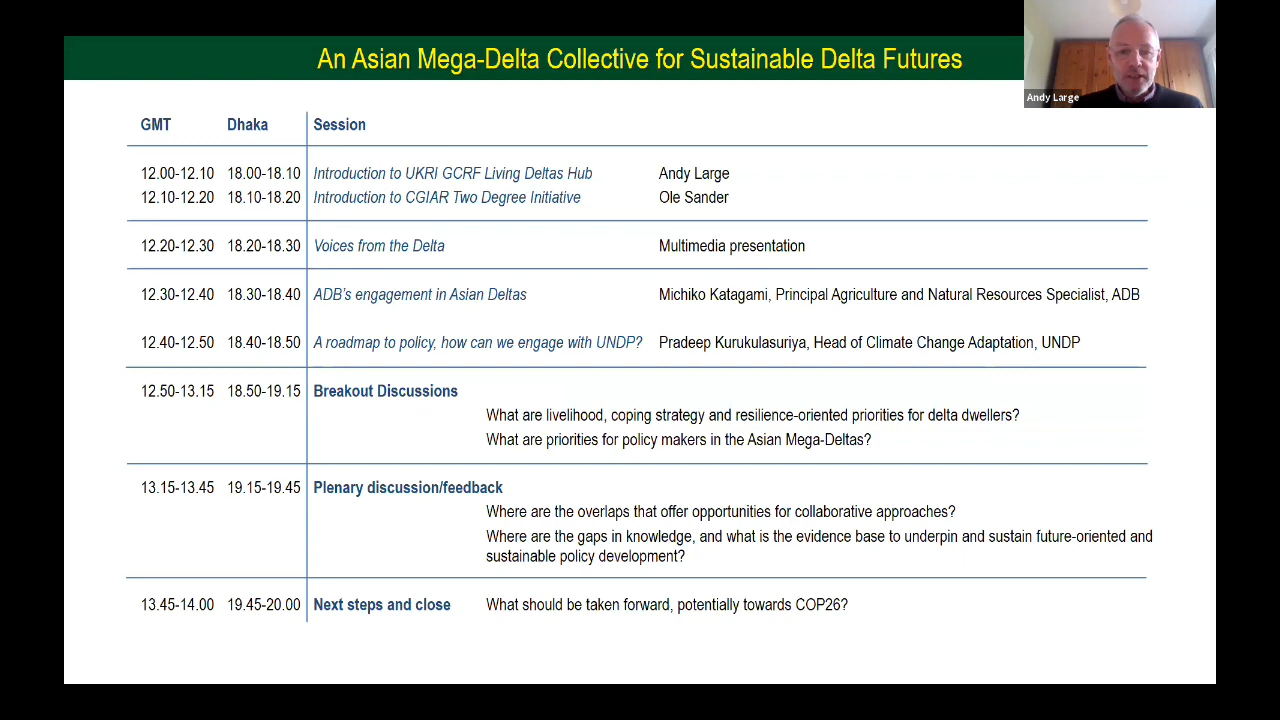 An Asian Mega-Delta Collective for Sustainable Delta Futures
Andy Large
GMT Dhaka Session
12.00-12.10 18.00-18.10 Introduction to UKRI GCRF Living Deltas Hub Andy Large
12.10-12.20 18.10-18.20 Introduction to CGIAR Two Degree Initiative Ole Sander
12.20-12.30 18.20-18.30 Voices from the Delta Multimedia presentation
12.30-12.40 18.30-18.40 ADB's engagement in Asian Deltas Michiko Katagami, Principal Agriculture and Natural Resources Specialist, ADB
12.40-12.50 18.40-18.50 A roadmap to policy, how can we engage with UNDP? Pradeep Kurukulasuriya, Head of Climate Change Adaptation, UNDP
12.50-13.15 18.50-19.15 Breakout Discussions
What are livelihood, coping strategy and resilience-oriented priorities for delta dwellers?
What are priorities for policy makers in the Asian Mega-Deltas?
13.15-13.45 19.15-19.45 Plenary discussion/feedback
Where are the overlaps that offer opportunities for collaborative approaches?
Where are the gaps in knowledge, and what is the evidence base to underpin and sustain future-oriented and
sustainable policy development?
13.45-14.00 19.45-20.00 Next steps and close What should be taken forward, potentially towards COP26?